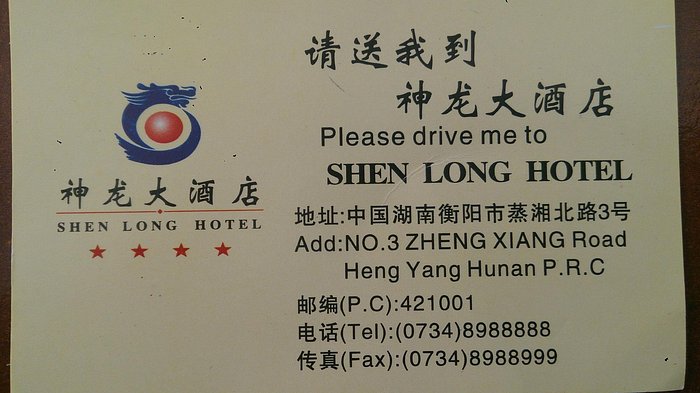 神龙大酒店
SHEN LONG HOTEL
请送我到
神龙大酒店
Please drive me to
SHEN LONG HOTEL
地址:中国湖南衡阳市蒸湘北路3号
Add:NO.3 ZHENG XIANG Road
Heng Yang Hunan P.R.C
邮编(P.C):421001
电话(Tel):(0734)8988888
传真(Fax):(0734)8988999